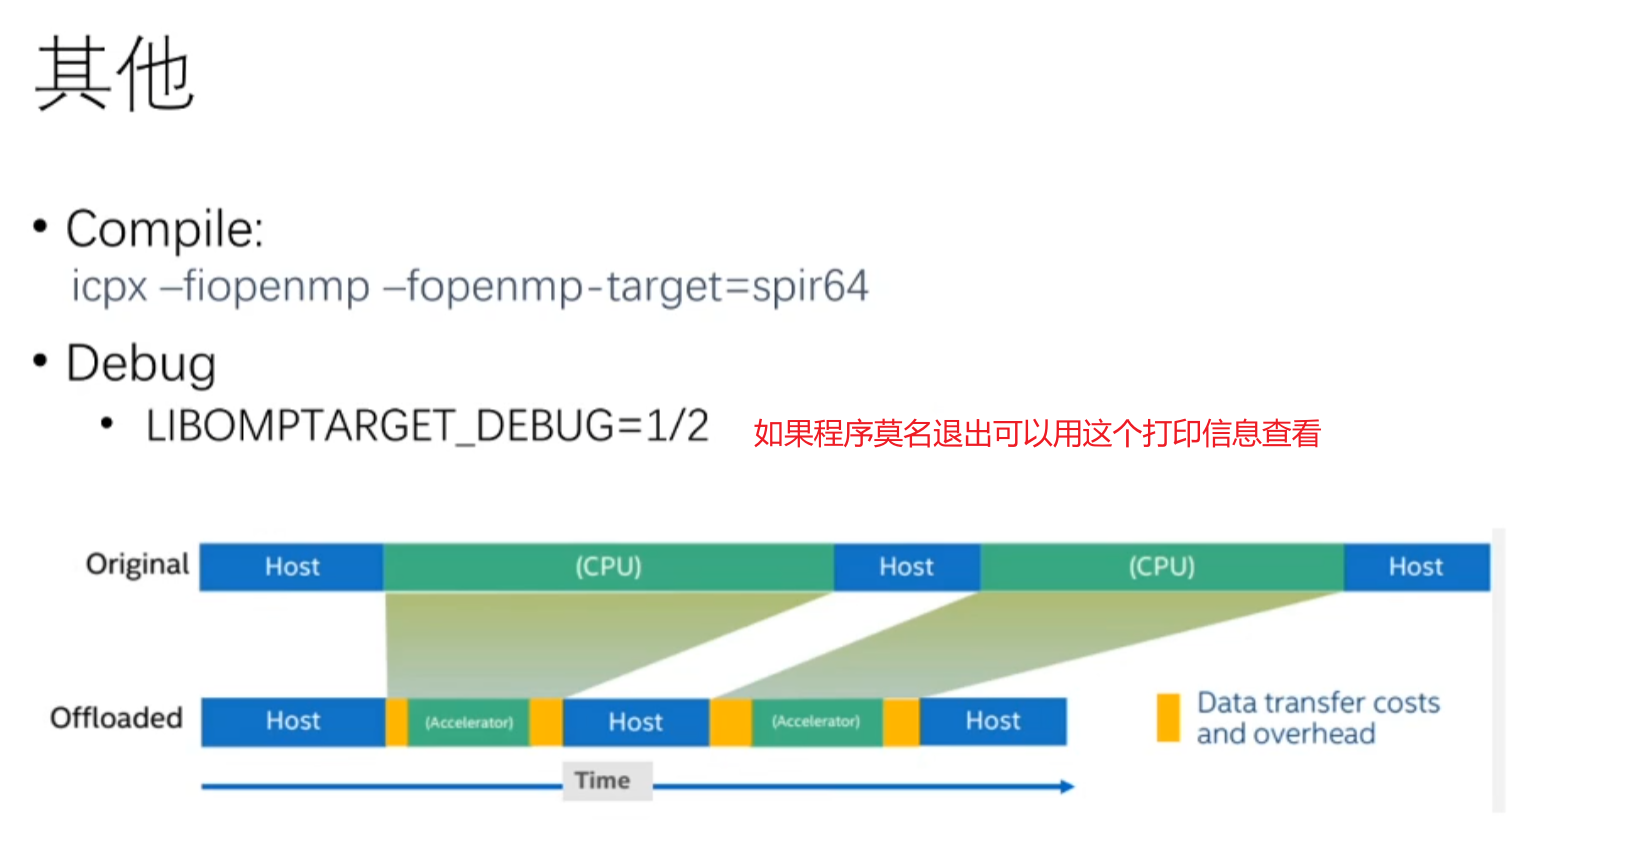 其他
• Compile:
icpx –fiopenmp –fopenmp-target=spir64
• Debug
• LIBOMPTARGET_DEBUG=1/2 如果程序莫名退出可以用这个打印信息查看
Original Host (CPU) Host (CPU) Host
Offloaded Host (Accelerator) Host (Accelerator) Host
Data transfer costs
and overhead
Time